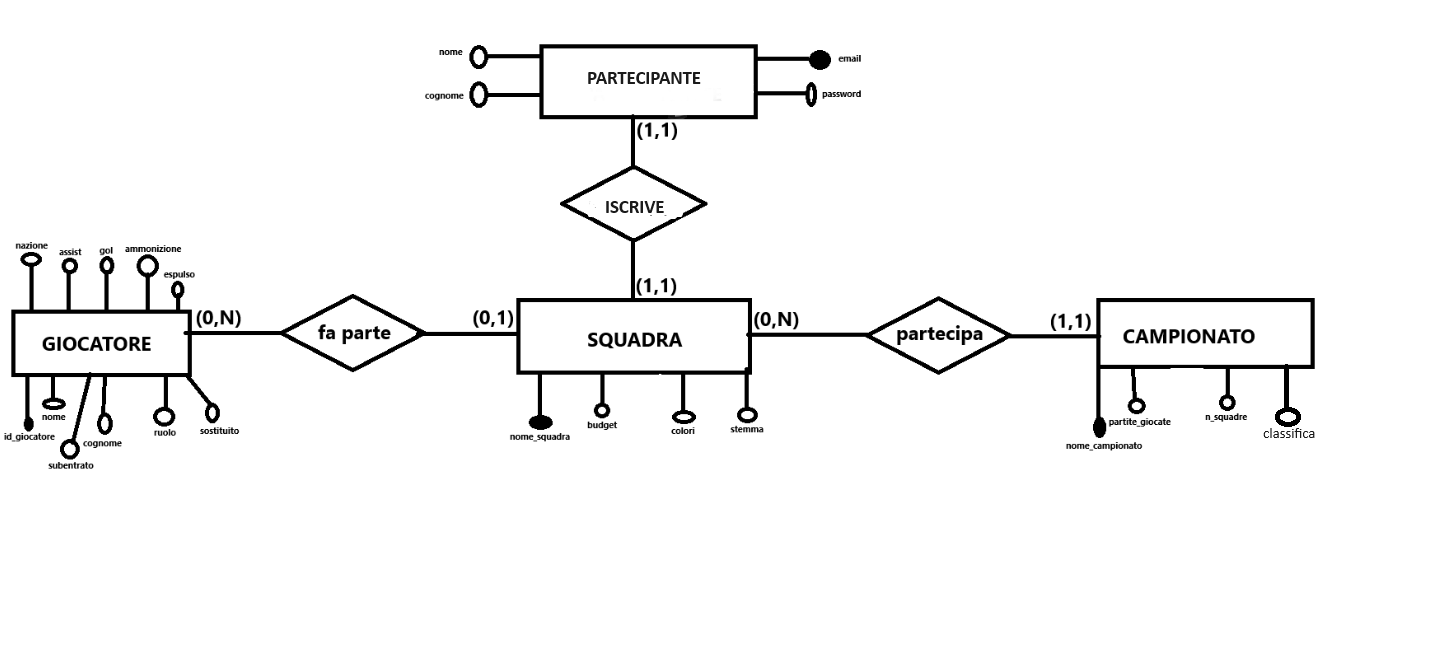 nome
email
PARTECIPANTE
cognome
password
(1,1)
ISCRIVE
nazione
assist
gol
ammonizione
espulso
(1,1)
(0,N)
fa parte
(0,1)
(0,N)
partecipa
(1,1)
GIOCATORE
SQUADRA
CAMPIONATO
nome
id_giocatore
subentrato
cognome
ruolo
sostituito
nome_squadra
budget
colori
stemma
nome_campionato
partite_giocate
n_squadre
classifica